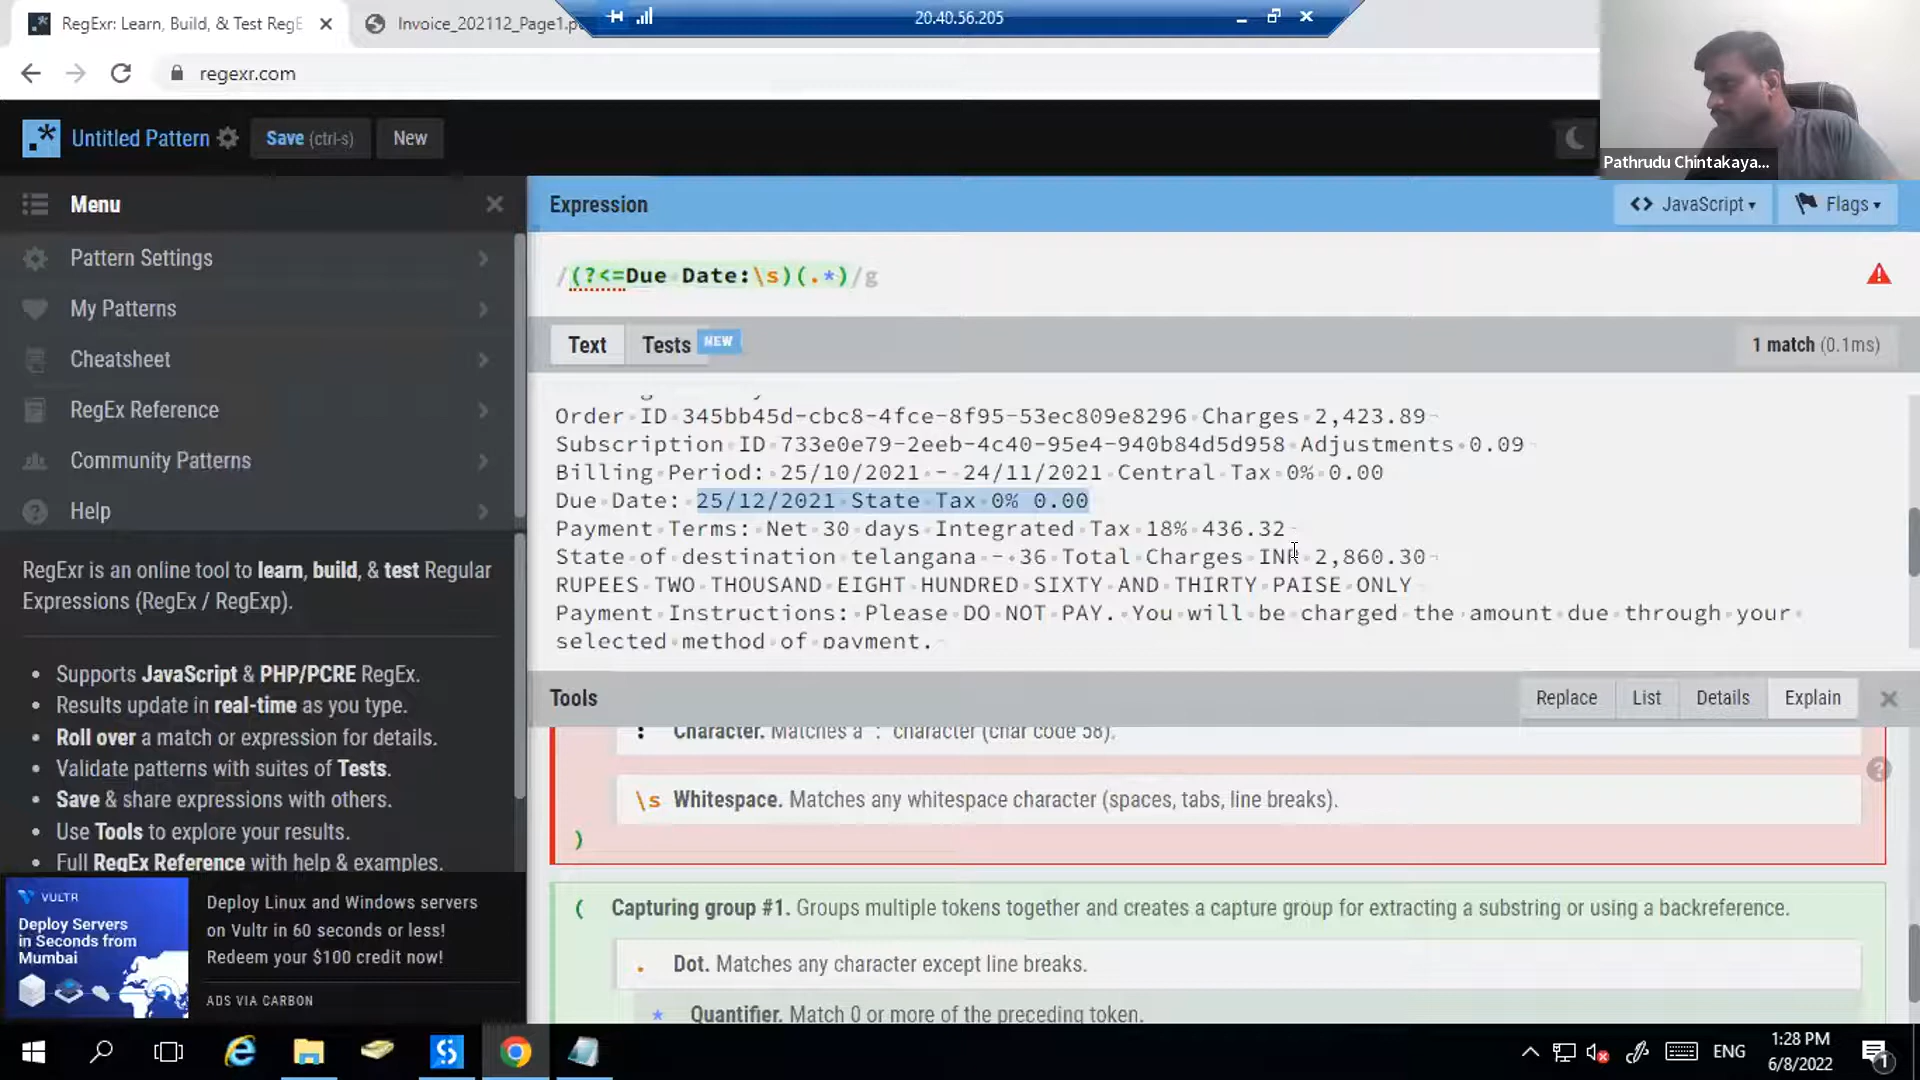 RegExr: Learn, Build, & Test RegE
Invoice_202112_Page1.p
20.40.56.205
regexr.com
Pathrudu Chintakaya...
Untitled Pattern
Save (ctrl-s)
New
Menu
Expression
JavaScript
Flags
Pattern Settings
My Patterns
Cheatsheet
RegEx Reference
Community Patterns
Help
/(?<=Due Date:\s)(.*)/g
Text
Tests
NEW
1 match (0.1ms)
Order ID 345bb45d-cbc8-4fce-8f95-53ec809e8296 Charges 2,423.89
Subscription ID 733e0e79-2eeb-4c40-95e4-940b84d5d958 Adjustments 0.09
Billing Period: 25/10/2021 - 24/11/2021 Central Tax 0% 0.00
Due Date: 25/12/2021 State Tax 0% 0.00
Payment Terms: Net 30 days Integrated Tax 18% 436.32
State of destination telangana - 36 Total Charges INR 2,860.30
RUPEES TWO THOUSAND EIGHT HUNDRED SIXTY AND THIRTY PAISE ONLY
Payment Instructions: Please DO NOT PAY. You will be charged the amount due through your
selected method of payment.
RegExr is an online tool to learn, build, & test Regular
Expressions (RegEx / RegExp).
Supports JavaScript & PHP/PCRE RegEx.
Results update in real-time as you type.
Roll over a match or expression for details.
Validate patterns with suites of Tests.
Save & share expressions with others.
Use Tools to explore your results.
Full RegEx Reference with help & examples.
Tools
Replace
List
Details
Explain
: Character. Matches a ":" character (char code 58).
\s Whitespace. Matches any whitespace character (spaces, tabs, line breaks).
)
( Capturing group #1. Groups multiple tokens together and creates a capture group for extracting a substring or using a backreference.
. Dot. Matches any character except line breaks.
* Quantifier. Match 0 or more of the preceding token.
VULTR
Deploy Servers
in Seconds from
Mumbai
Deploy Linux and Windows servers
on Vultr in 60 seconds or less!
Redeem your $100 credit now!
ADS VIA CARBON
ENG
1:28 PM
6/8/2022
1